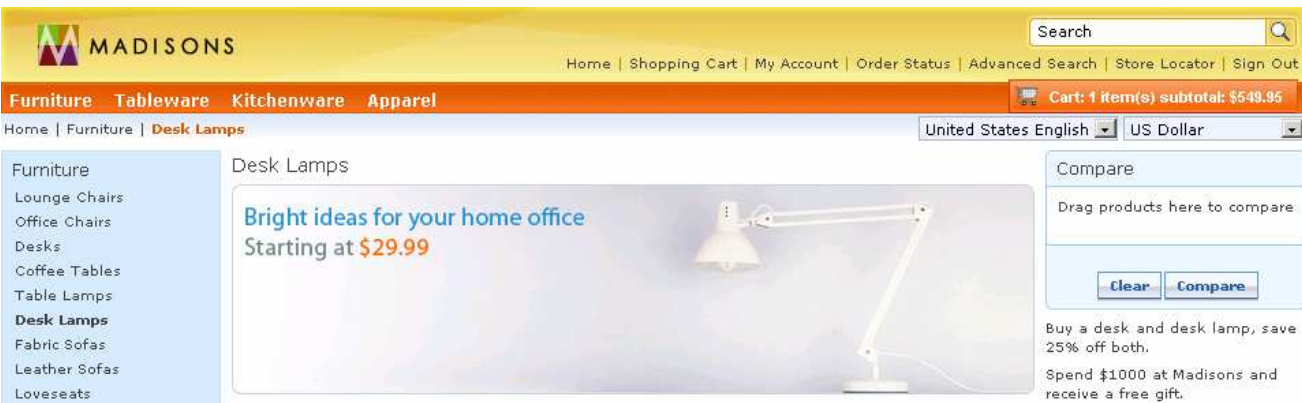 MADISONS
Search
Home | Shopping Cart | My Account | Order Status | Advanced Search | Store Locator | Sign Out
Furniture Tableware Kitchenware Apparel
Cart: 1 item(s) subtotal: $549.95
Home | Furniture | Desk Lamps
United States English
US Dollar
Furniture
Lounge Chairs
Office Chairs
Desks
Coffee Tables
Table Lamps
Desk Lamps
Fabric Sofas
Leather Sofas
Loveseats
Desk Lamps
Bright ideas for your home office
Starting at $29.99
Compare
Drag products here to compare
Clear Compare
Buy a desk and desk lamp, save
25% off both.
Spend $1000 at Madisons and
receive a free gift.